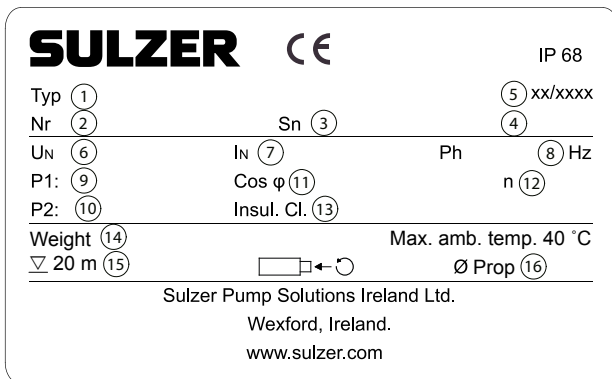 SULZER CE IP 68
Typ 1 5 xx/xxxx
Nr 2 Sn 3 4
UN 6 IN 7 Ph 8 Hz
P1: 9 Cos φ 11 n 12
P2: 10 Insul. Cl. 13
Weight 14 Max. amb. temp. 40 °C
▽ 20 m 15 Ø Prop 16
Sulzer Pump Solutions Ireland Ltd.
Wexford, Ireland.
www.sulzer.com